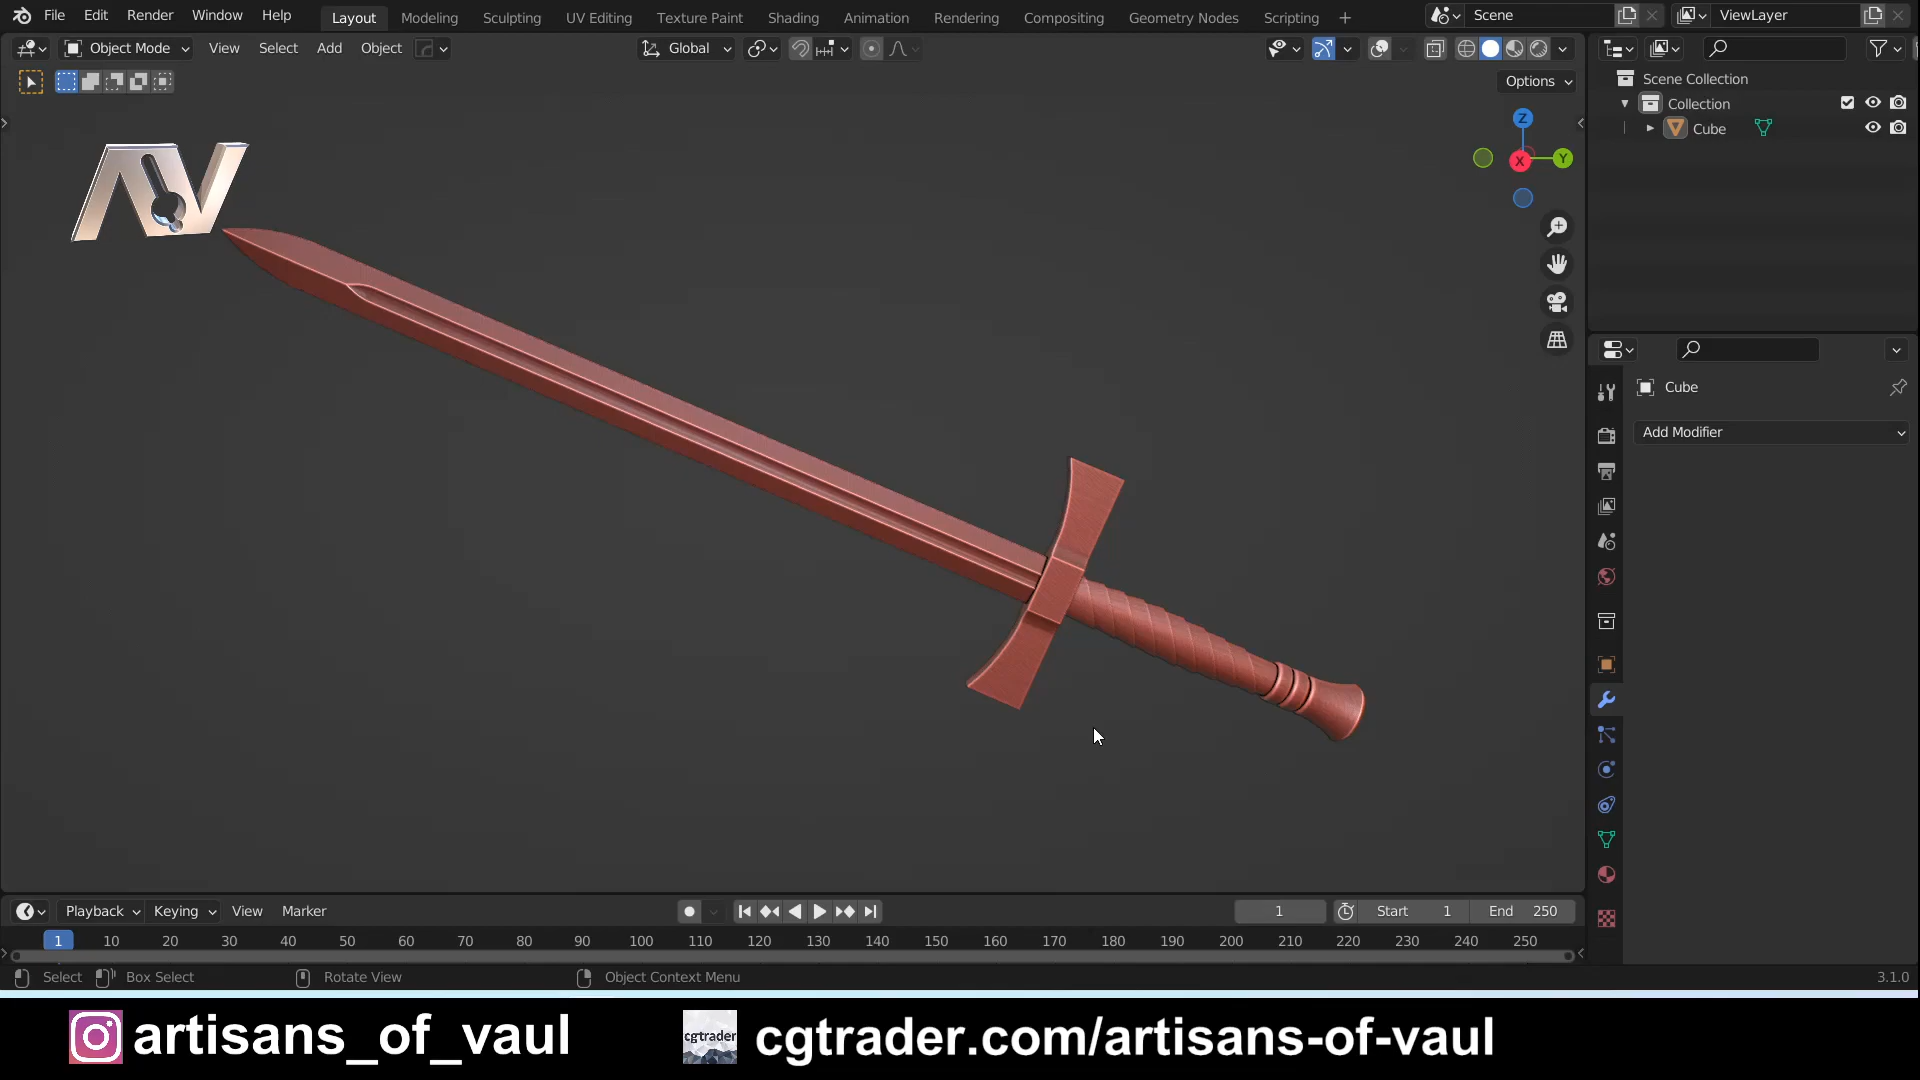 File Edit Render Window Help Layout Modeling Sculpting UV Editing Texture Paint Shading Animation Rendering Compositing Geometry Nodes Scripting + Scene ViewLayer
Object Mode View Select Add Object Global
Options
Scene Collection
Collection
Cube
Z
X Y
AV
Cube
Add Modifier
Playback Keying View Marker 1 Start 1 End 250
1 10 20 30 40 50 60 70 80 90 100 110 120 130 140 150 160 170 180 190 200 210 220 230 240 250
Select Box Select Rotate View Object Context Menu 3.1.0
artisans_of_vaul cgtrader cgtrader.com/artisans-of-vaul